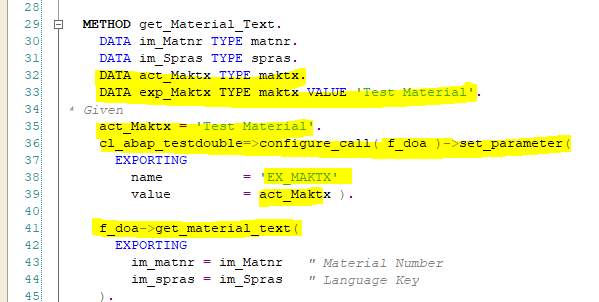 28
29 METHOD get_Material_Text.
30 DATA im_Matnr TYPE matnr.
31 DATA im_Spras TYPE spras.
32 DATA act_Maktx TYPE maktx.
33 DATA exp_Maktx TYPE maktx VALUE 'Test Material'.
34 * Given
35 act_Maktx = 'Test Material'.
36 cl_abap_testdouble=>configure_call( f_doa )->set_parameter(
37 EXPORTING
38 name = 'EX_MAKTX'
39 value = act_Maktx ).
40
41 f_doa->get_material_text(
42 EXPORTING
43 im_matnr = im_Matnr " Material Number
44 im_spras = im_Spras " Language Key
45 ).